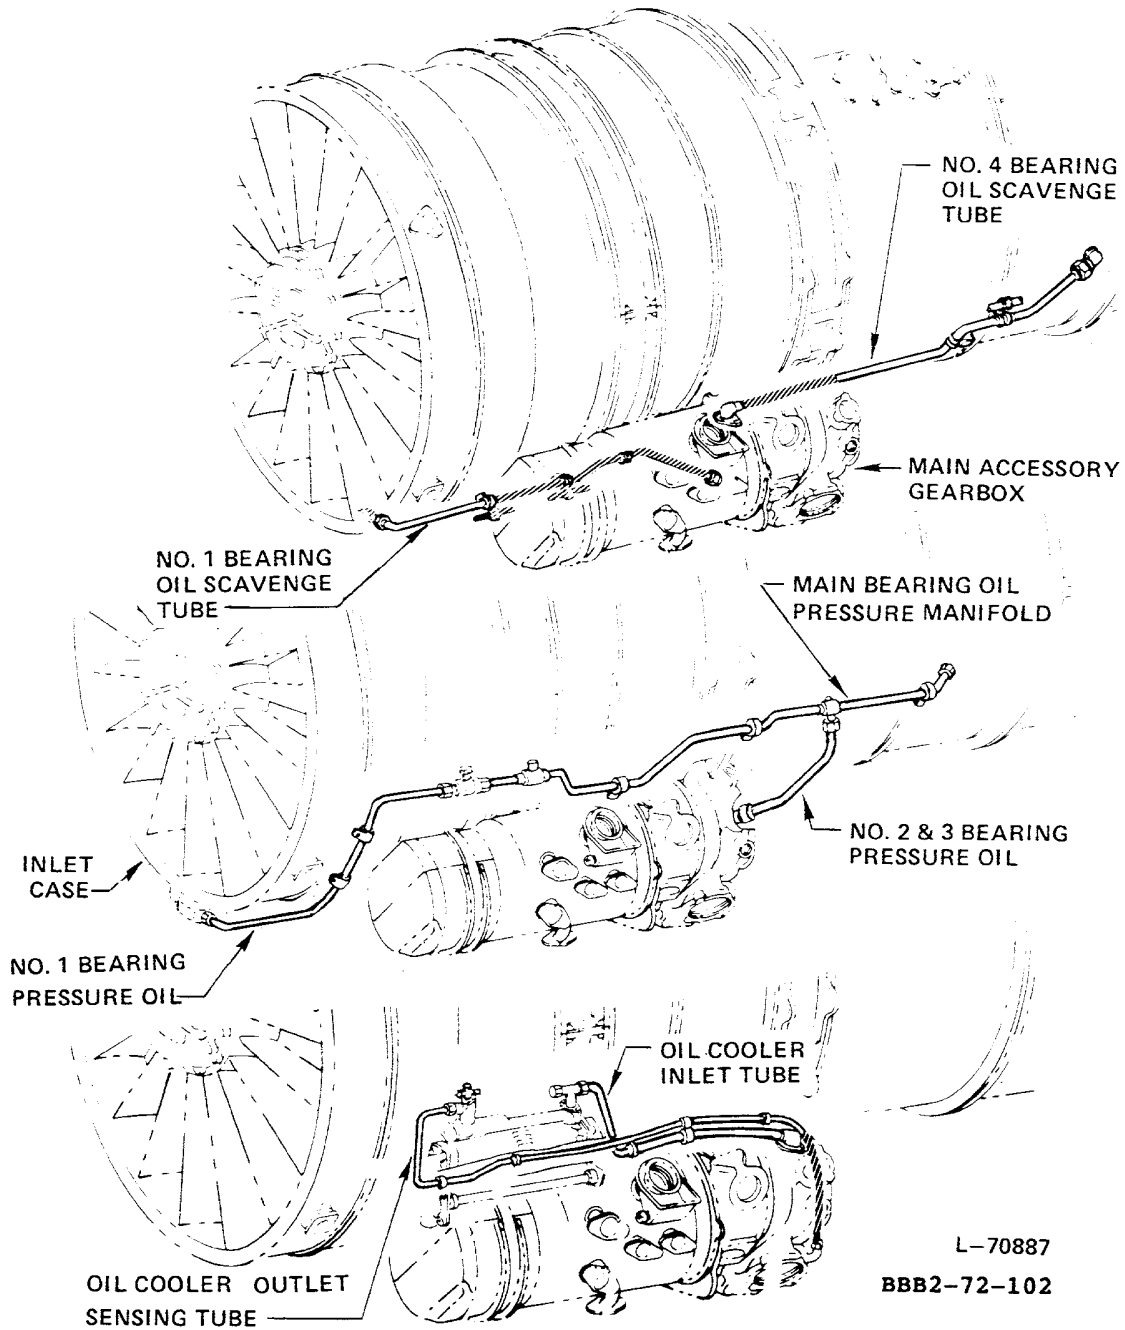 NO. 4 BEARING
OIL SCAVENGE
TUBE
MAIN ACCESSORY
GEARBOX
NO. 1 BEARING
OIL SCAVENGE
TUBE
MAIN BEARING OIL
PRESSURE MANIFOLD
NO. 2 & 3 BEARING
PRESSURE OIL
INLET
CASE
NO. 1 BEARING
PRESSURE OIL
OIL COOLER
INLET TUBE
OIL COOLER OUTLET
SENSING TUBE
L-70887
BBB2-72-102